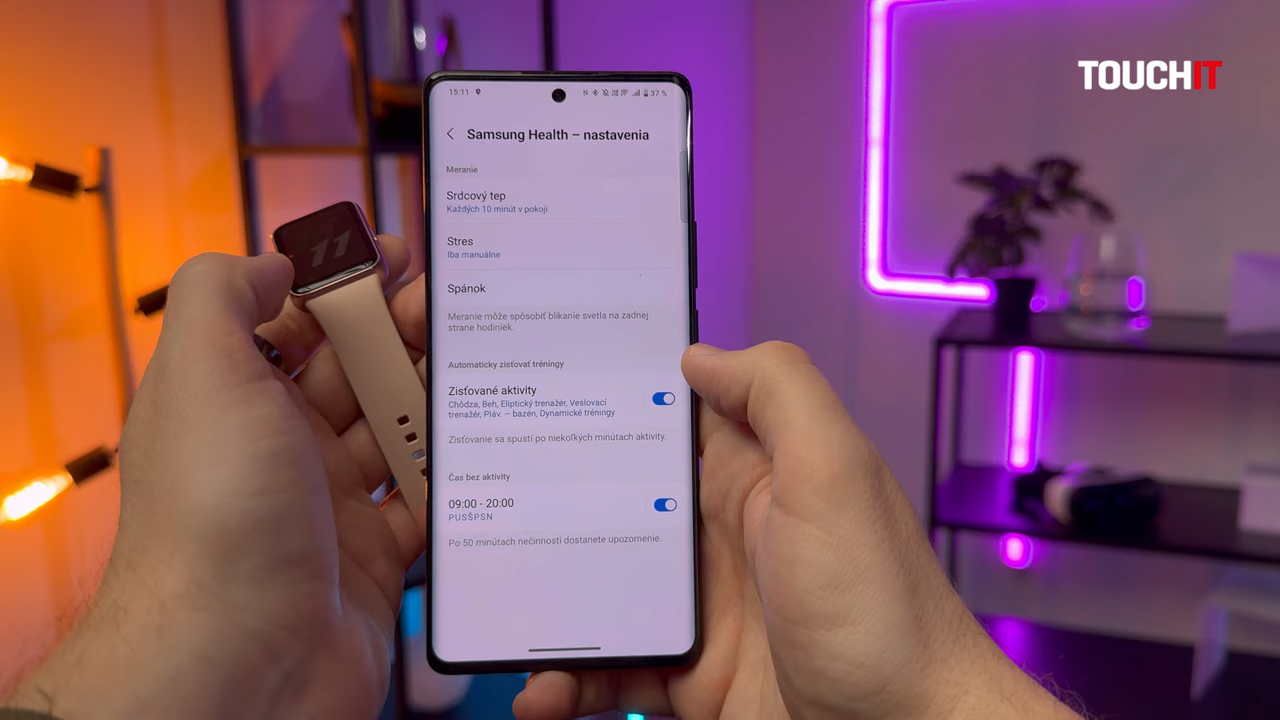 TOUCHIT
15:11
37 %
Samsung Health – nastavenia
Meranie
Srdcový tep
Každých 10 minút v pokoji
Stres
Iba manuálne
Spánok
Meranie môže spôsobiť blikanie svetla na zadnej
strane hodiniek.
Automaticky zisťovať tréningy
Zisťované aktivity
Chôdza, Beh, Eliptický trenažér, Veslovací
trenažér, Pláv. – bazén, Dynamické tréningy
Zisťovanie sa spustí po niekoľkých minútach aktivity.
Čas bez aktivity
09:00 - 20:00
PUSŠPSN
Po 50 minútach nečinnosti dostanete upozornenie.
11